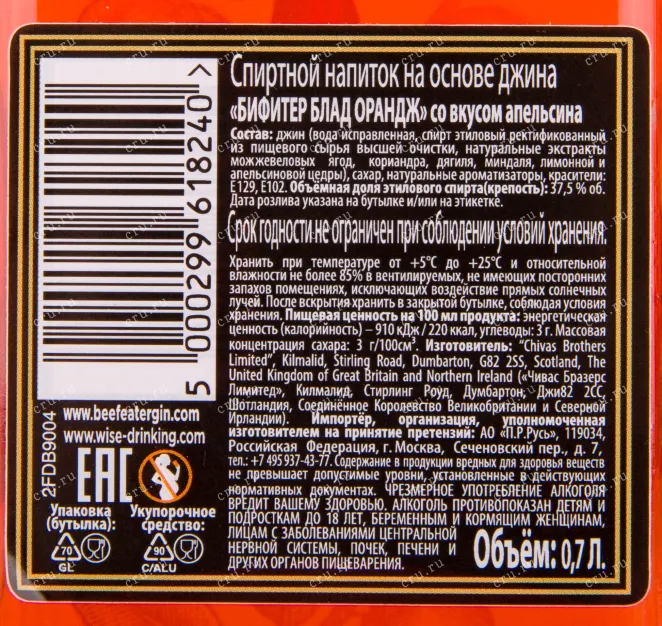 Спиртной напиток на основе джина
«БИФИТЕР БЛАД ОРАНДЖ» со вкусом апельсина
Состав: джин (вода исправленная, спирт этиловый ректификованный
из пищевого сырья высшей очистки, натуральные экстракты
можжевеловых ягод, кориандра, дягиля, миндаля, лимонной и
апельсиновой цедры), сахар, натуральные ароматизаторы, красители:
E129, E102. Объёмная доля этилового спирта(крепость): 37,5 % об.
Дата розлива указана на бутылке и/или на этикетке.
Срок годности не ограничен при соблюдении условий хранения.
Хранить при температуре от +5°С до +25°С и относительной
влажности не более 85% в вентилируемых, не имеющих посторонних
запахов помещениях, исключающих воздействие прямых солнечных
лучей. После вскрытия хранить в закрытой бутылке, соблюдая условия
хранения. Пищевая ценность на 100 мл продукта: энергетическая
ценность (калорийность) – 910 кДж / 220 ккал, углеводы: 3 г. Массовая
концентрация сахара: 3 г/100см³. Изготовитель: "Chivas Brothers
Limited", Kilmalid, Stirling Road, Dumbarton, G82 2SS, Scotland, The
United Kingdom of Great Britain and Northern Ireland («Чивас Бразерс
Лимитед», Килмалид, Стирлинг Роуд, Думбартон, Джи82 2СС,
Шотландия, Соединённое Королевство Великобритании и Северной
Ирландии). Импортёр, организация, уполномоченная
изготовителем на принятие претензий: АО «П.Р.Русь», 119034,
Российская Федерация, г. Москва, Сеченовский пер., д. 7,
тел.: +7 495 937-43-77. Содержание в продукции вредных для здоровья веществ
не превышает допустимые уровни, установленные в действующих
нормативных документах. ЧРЕЗМЕРНОЕ УПОТРЕБЛЕНИЕ АЛКОГОЛЯ
ВРЕДИТ ВАШЕМУ ЗДОРОВЬЮ. АЛКОГОЛЬ ПРОТИВОПОКАЗАН ДЕТЯМ И
ПОДРОСТКАМ ДО 18 ЛЕТ, БЕРЕМЕННЫМ И КОРМЯЩИМ ЖЕНЩИНАМ,
ЛИЦАМ С ЗАБОЛЕВАНИЯМИ ЦЕНТРАЛЬНОЙ
НЕРВНОЙ СИСТЕМЫ, ПОЧЕК, ПЕЧЕНИ И
ДРУГИХ ОРГАНОВ ПИЩЕВАРЕНИЯ.
Объём: 0,7 Л.
5 000299 618240 >
2FDB9004
www.beefeatergin.com
www.wise-drinking.com
EAC
Упаковка
(бутылка):
70
GL
Укупорочное
средство:
90
C/ALU
cru.ru